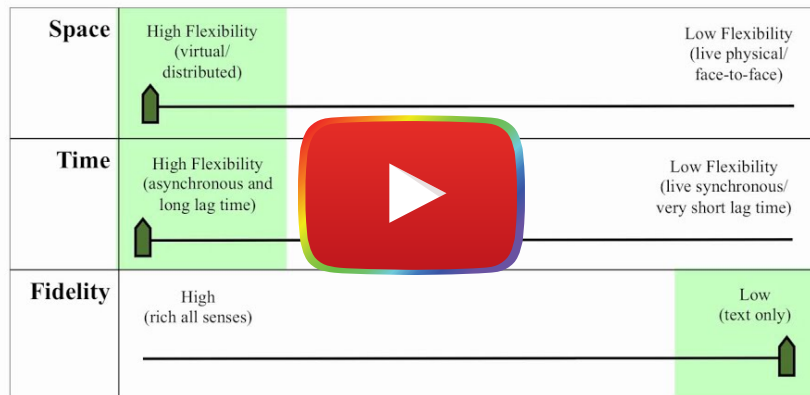 Space
High Flexibility
(virtual/
distributed)
Low Flexibility
(live physical/
face-to-face)
Time
High Flexibility
(asynchronous and
long lag time)
Low Flexibility
(live synchronous/
very short lag time)
Fidelity
High
(rich all senses)
Low
(text only)